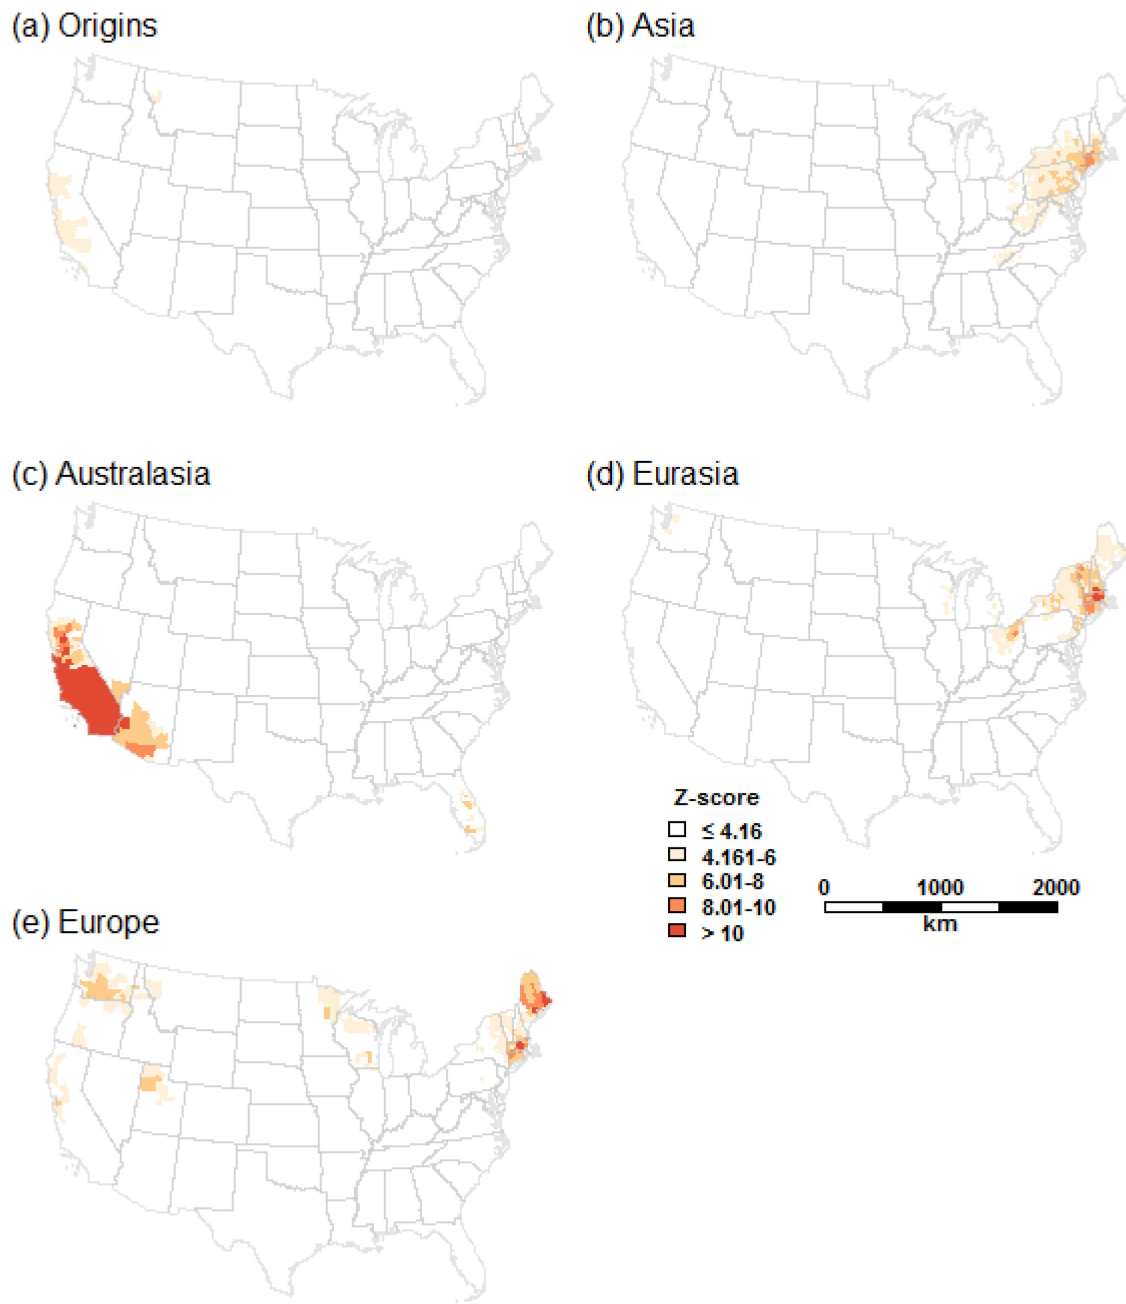 (a) Origins
(b) Asia
(c) Australasia
(d) Eurasia
Z-score
≤ 4.16
4.161-6
6.01-8
8.01-10
> 10
0 1000 2000
km
(e) Europe